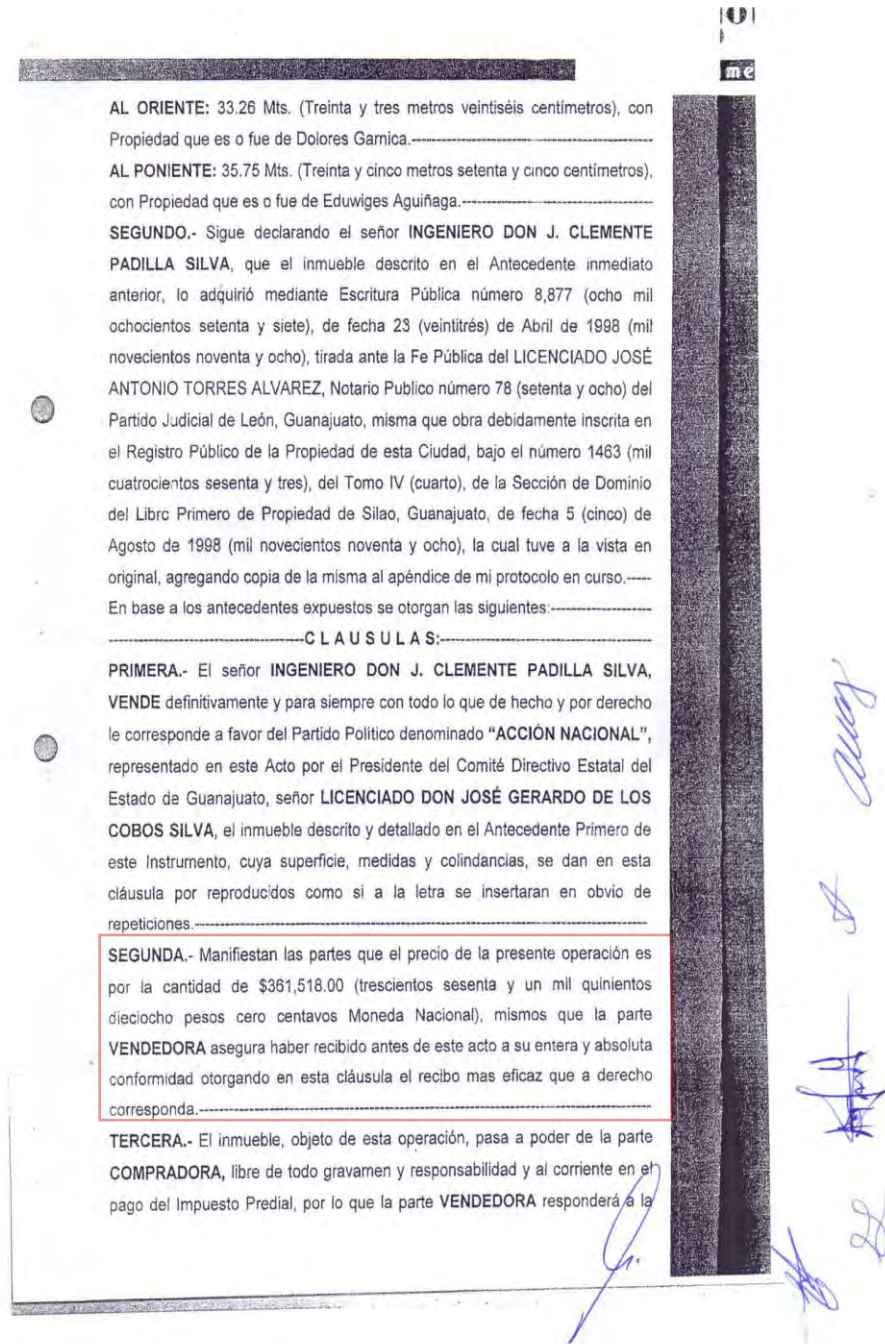 me
AL ORIENTE: 33.26 Mts. (Treinta y tres metros veintiséis centímetros), con
Propiedad que es o fue de Dolores Garnica.----------
AL PONIENTE: 35.75 Mts. (Treinta y cinco metros setenta y cinco centímetros),
con Propiedad que es o fue de Eduwiges Aguiñaga.----------
SEGUNDO.- Sigue declarando el señor INGENIERO DON J. CLEMENTE
PADILLA SILVA, que el inmueble descrito en el Antecedente inmediato
anterior, lo adquirió mediante Escritura Pública número 8,877 (ocho mil
ochocientos setenta y siete), de fecha 23 (veintitrés) de Abril de 1998 (mil
novecientos noventa y ocho), tirada ante la Fe Pública del LICENCIADO JOSÉ
ANTONIO TORRES ALVAREZ, Notario Publico número 78 (setenta y ocho) del
Partido Judicial de León, Guanajuato, misma que obra debidamente inscrita en
el Registro Público de la Propiedad de esta Ciudad, bajo el número 1463 (mil
cuatrocientos sesenta y tres), del Tomo IV (cuarto), de la Sección de Dominio
del Libro Primero de Propiedad de Silao, Guanajuato, de fecha 5 (cinco) de
Agosto de 1998 (mil novecientos noventa y ocho), la cual tuve a la vista en
original, agregando copia de la misma al apéndice de mi protocolo en curso.-----
En base a los antecedentes expuestos se otorgan las siguientes:----------
----------C L A U S U L A S:----------
PRIMERA.- El señor INGENIERO DON J. CLEMENTE PADILLA SILVA,
VENDE definitivamente y para siempre con todo lo que de hecho y por derecho
le corresponde a favor del Partido Político denominado "ACCIÓN NACIONAL",
representado en este Acto por el Presidente del Comité Directivo Estatal del
Estado de Guanajuato, señor LICENCIADO DON JOSÉ GERARDO DE LOS
COBOS SILVA, el inmueble descrito y detallado en el Antecedente Primero de
este Instrumento, cuya superficie, medidas y colindancias, se dan en esta
cláusula por reproducidos como si a la letra se insertaran en obvio de
repeticiones.----------
SEGUNDA.- Manifiestan las partes que el precio de la presente operación es
por la cantidad de $361,518.00 (trescientos sesenta y un mil quinientos
dieciocho pesos cero centavos Moneda Nacional), mismos que la parte
VENDEDORA asegura haber recibido antes de este acto a su entera y absoluta
conformidad otorgando en esta cláusula el recibo mas eficaz que a derecho
corresponda.----------
TERCERA.- El inmueble, objeto de esta operación, pasa a poder de la parte
COMPRADORA, libre de todo gravamen y responsabilidad y al corriente en el
pago del Impuesto Predial, por lo que la parte VENDEDORA responderá a la